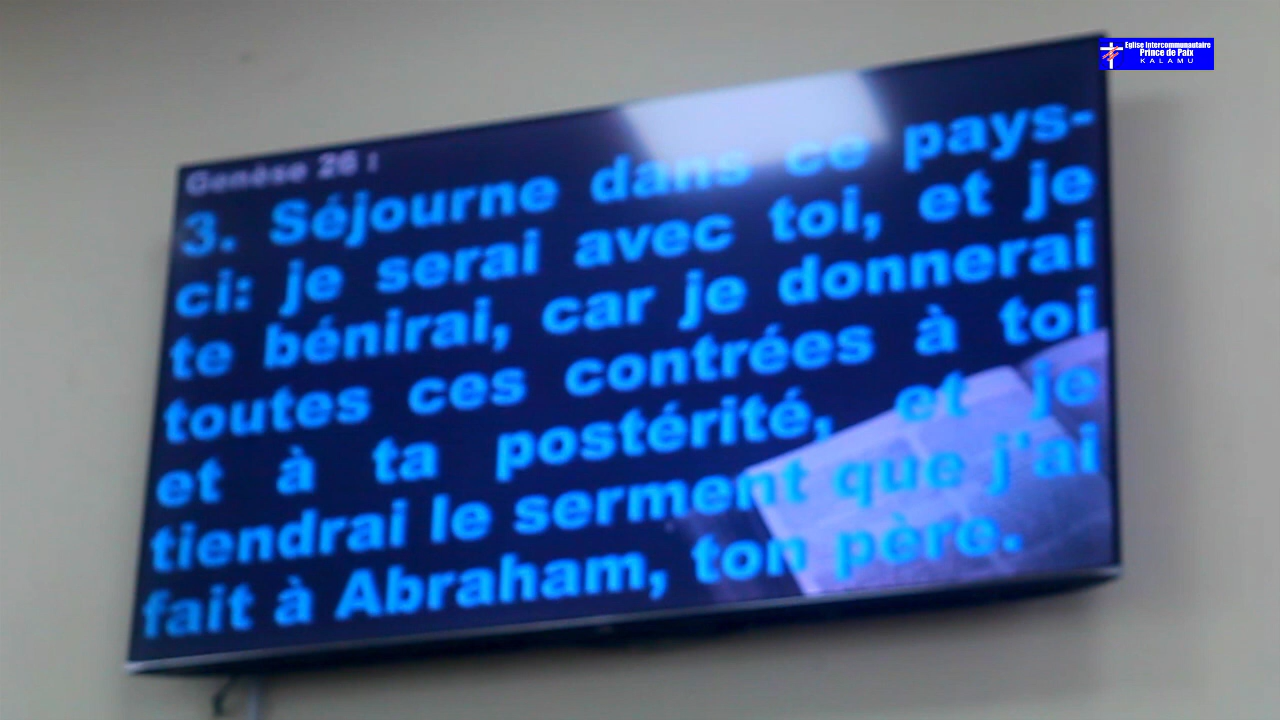 Eglise Intercommunautaire
Prince de Paix
KALAMU
Genèse 26 :
3. Séjourne dans ce pays-
ci: je serai avec toi, et je
te bénirai, car je donnerai
toutes ces contrées à toi
et à ta postérité, et je
tiendrai le serment que j'ai
fait à Abraham, ton père.